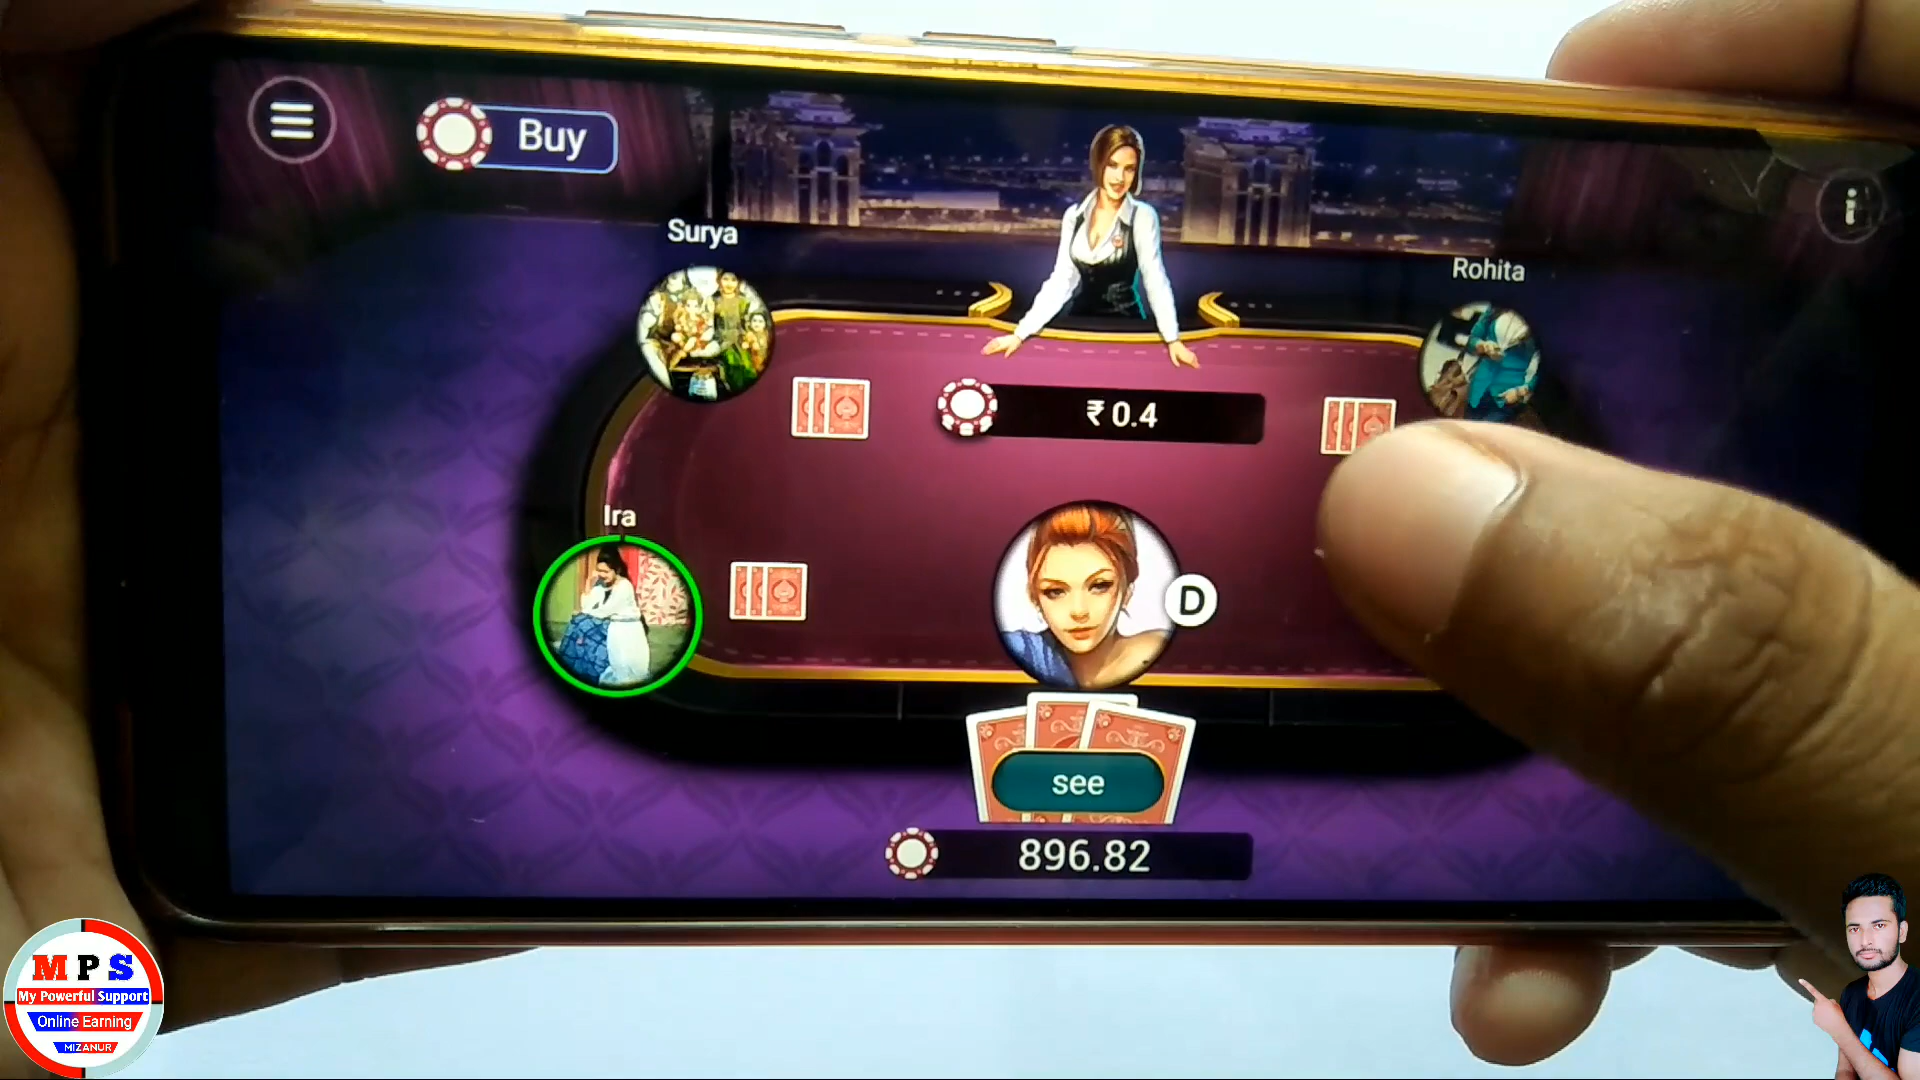 Buy
Surya
Rohita
₹ 0.4
Ira
D
see
896.82
M P S
My Powerful Support
Online Earning
MIZANUR